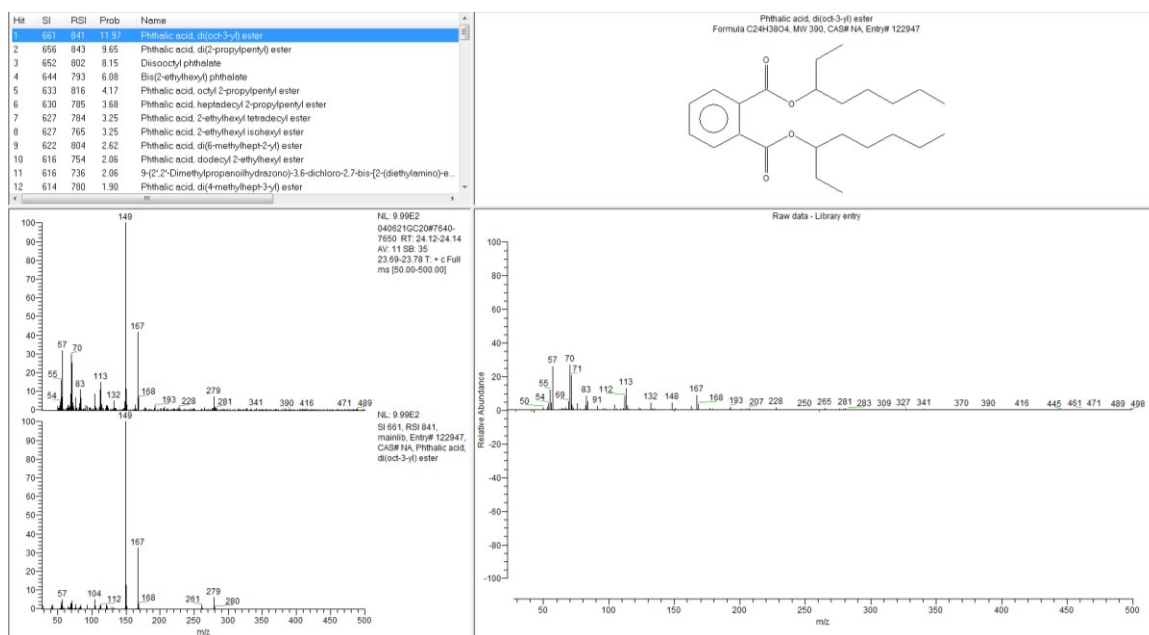 Hit SI RSI Prob Name
1 661 841 11.97 Phthalic acid, di(oct-3-yl) ester
2 656 843 9.65 Phthalic acid, di(2-propylpentyl) ester
3 652 802 8.15 Diisooctyl phthalate
4 644 793 6.08 Bis(2-ethylhexyl) phthalate
5 633 816 4.17 Phthalic acid, octyl 2-propylpentyl ester
6 630 785 3.68 Phthalic acid, heptadecyl 2-propylpentyl ester
7 627 784 3.25 Phthalic acid, 2-ethylhexyl tetradecyl ester
8 627 765 3.25 Phthalic acid, 2-ethylhexyl isohexyl ester
9 622 804 2.62 Phthalic acid, di(6-methylhept-2-yl) ester
10 616 754 2.06 Phthalic acid, dodecyl 2-ethylhexyl ester
11 616 736 2.06 9-(2',2'-Dimethylpropanoilhydrazono)-3,6-dichloro-2,7-bis-[2-(diethylamino)-e...
12 614 780 1.90 Phthalic acid, di(4-methylhept-3-yl) ester
Phthalic acid, di(oct-3-yl) ester
Formula C24H38O4, MW 390, CAS# NA, Entry# 122947
O
O
O
O
149
NL: 9.99E2
040621GC20#7640-
7650 RT: 24.12-24.14
AV: 11 SB: 35
23.69-23.78 T: + c Full
ms [50.00-500.00]
100
90
80
70
60
50
40
30
20
10
0
167
57 70
55
54
83
113
132
168
193 228
279
281
341 390 416 471 489
149
NL: 9.99E2
SI 661, RSI 841,
mainlib, Entry# 122947,
CAS# NA, Phthalic acid,
di(oct-3-yl) ester
100
90
80
70
60
50
40
30
20
10
0
167
57
104
112
168
261
279
280
50 100 150 200 250 300 350 400 450 500
m/z
Raw data - Library entry
Relative Abundance
100
80
60
40
20
0
-20
-40
-60
-80
-100
57 70
71
55
50 54
69
83
91
112
113
132 148
167
168
193 207 228 250 265 281 283 309 327 341 370 390 416 445 461 471 489 498
50 100 150 200 250 300 350 400 450 500
m/z